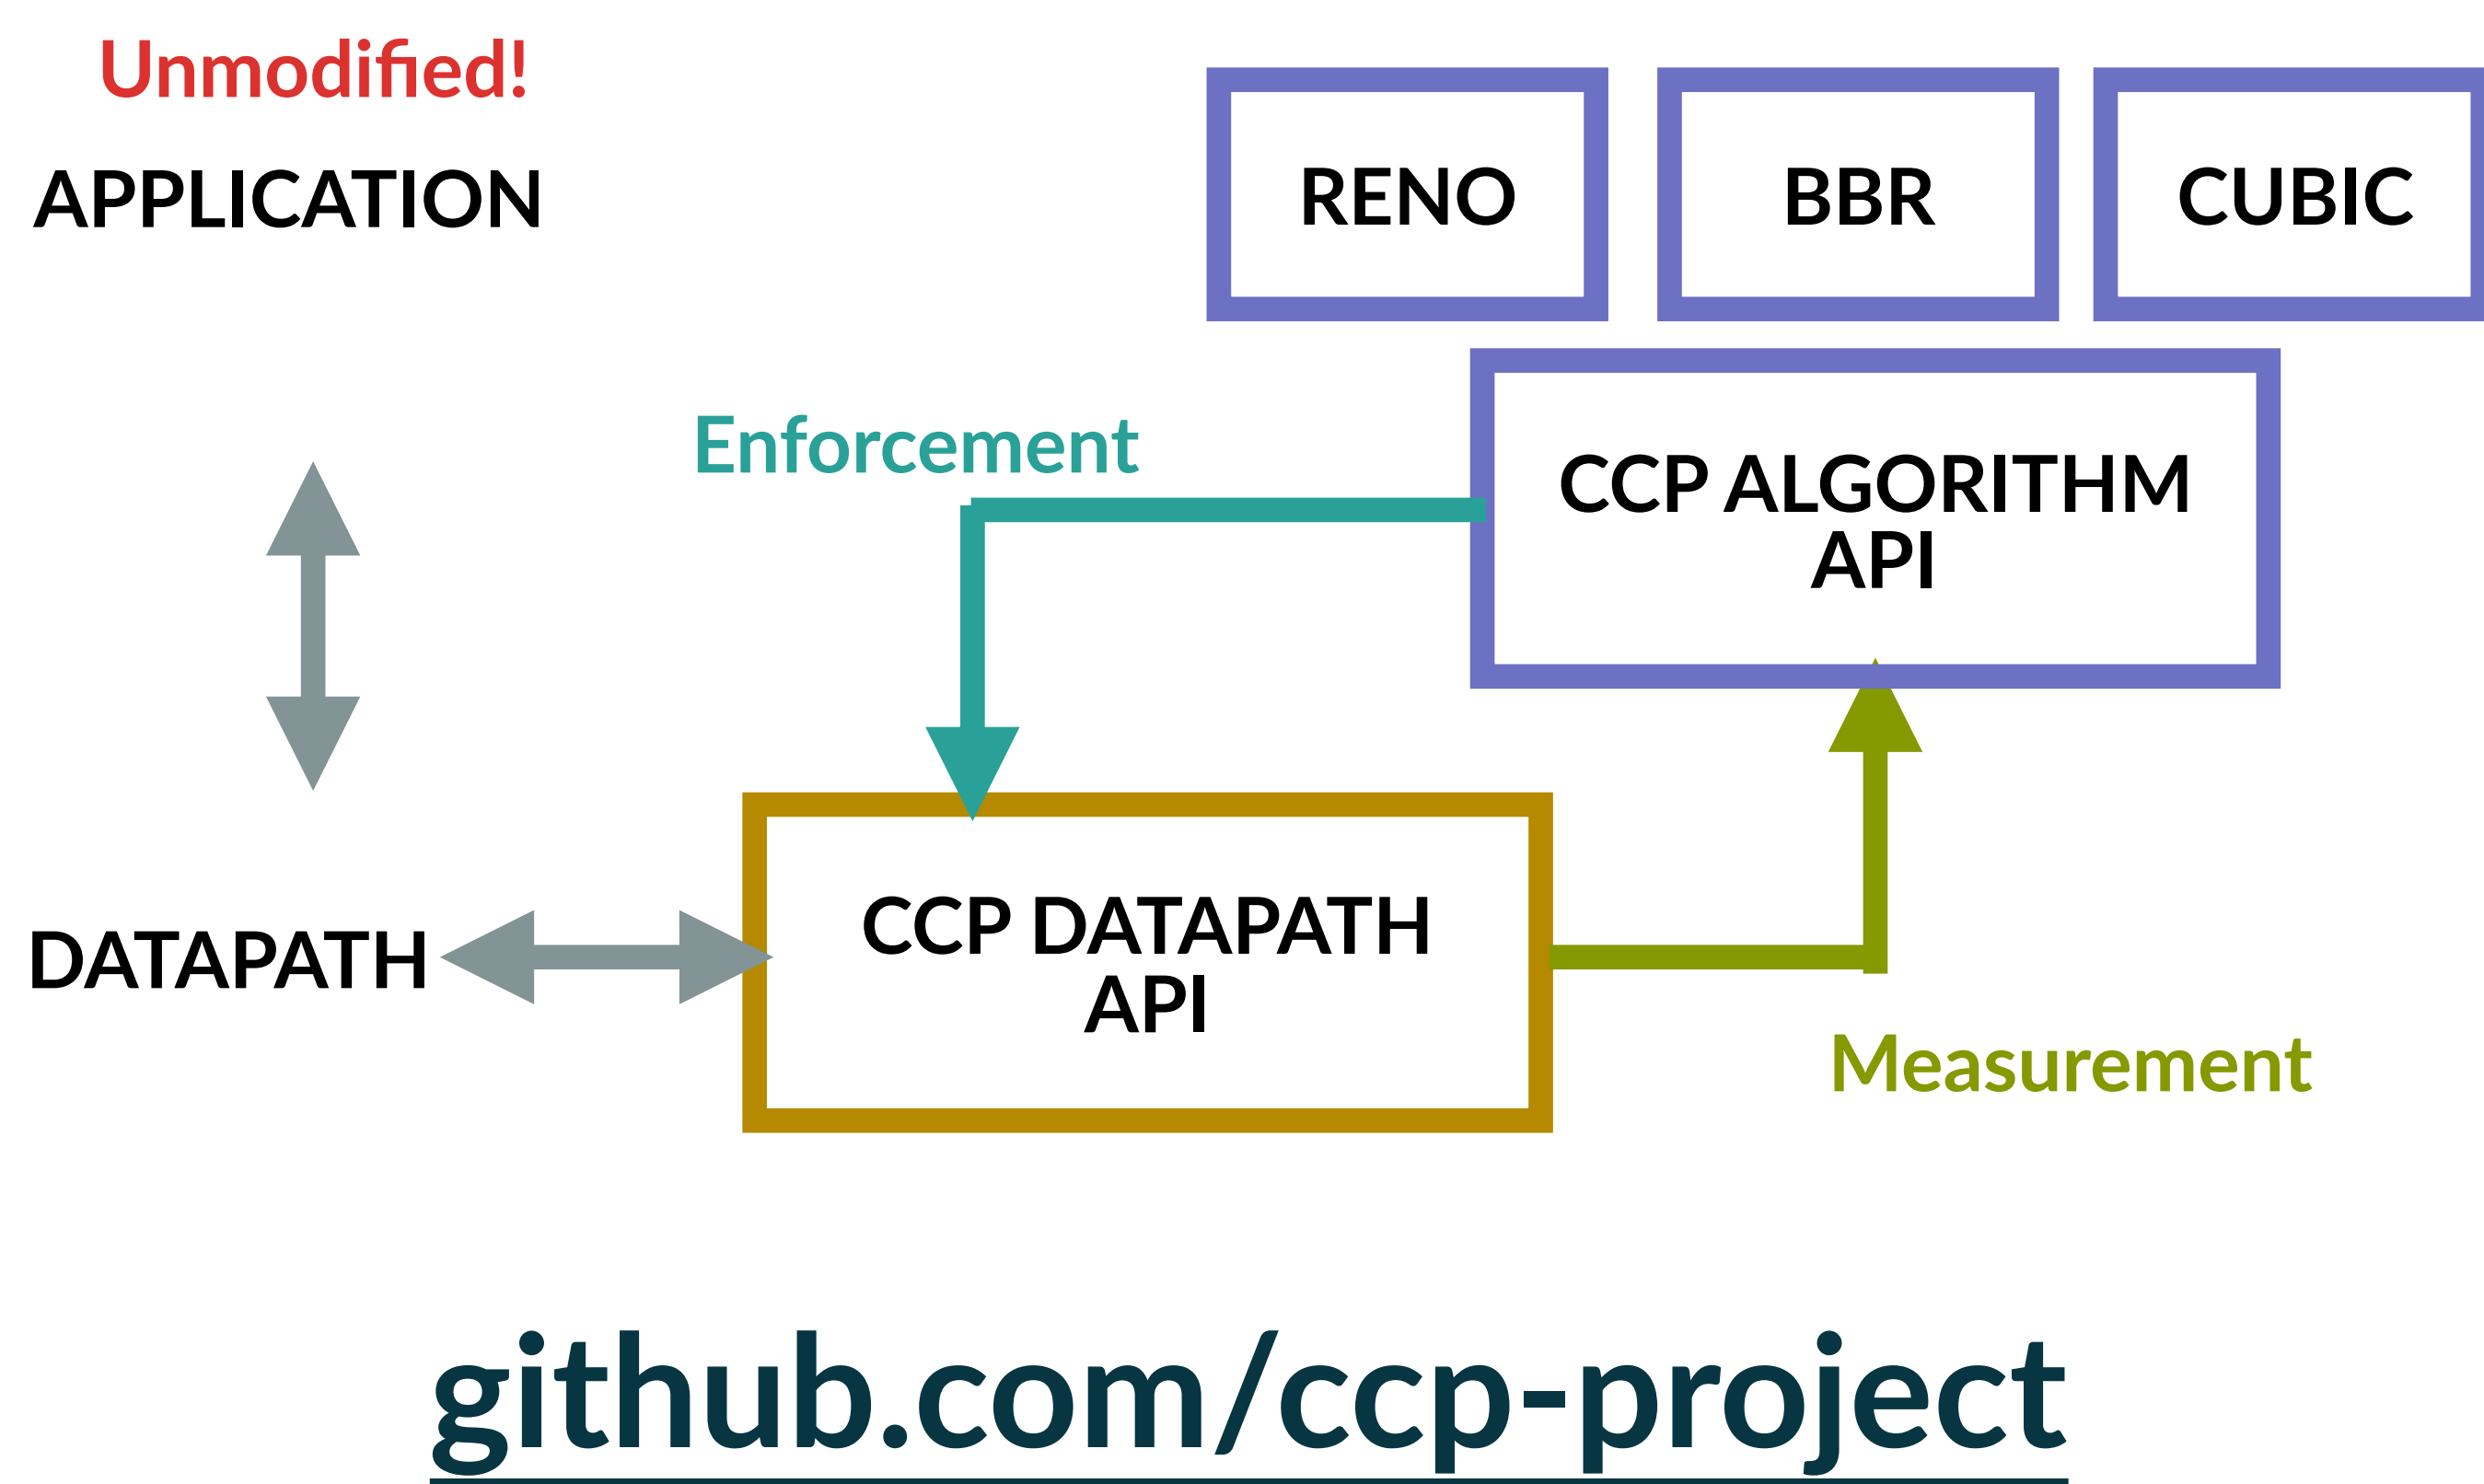 Unmodified!
APPLICATION
RENO
BBR
CUBIC
Enforcement
CCP ALGORITHM
API
CCP DATAPATH
API
DATAPATH
Measurement
github.com/ccp-project